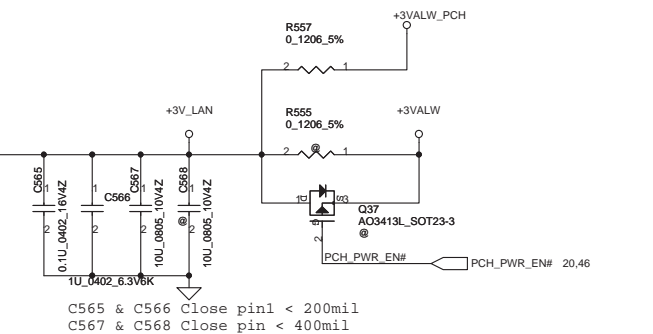 +3VALW_PCH
R557
0_1206_5%
2
1
+3V_LAN
R555
0_1206_5%
+3VALW
2
@
1
C565
1
2
0.1U_0402_16V4Z
1
C566
2
1U_0402_6.3V6K
C567
1
2
10U_0805_10V4Z
C568
1
@
2
10U_0805_10V4Z
1
D
S
3
G
2
Q37
AO3413L_SOT23-3
@
PCH_PWR_EN#
PCH_PWR_EN# 20,46
C565 & C566 Close pin1 < 200mil
C567 & C568 Close pin < 400mil